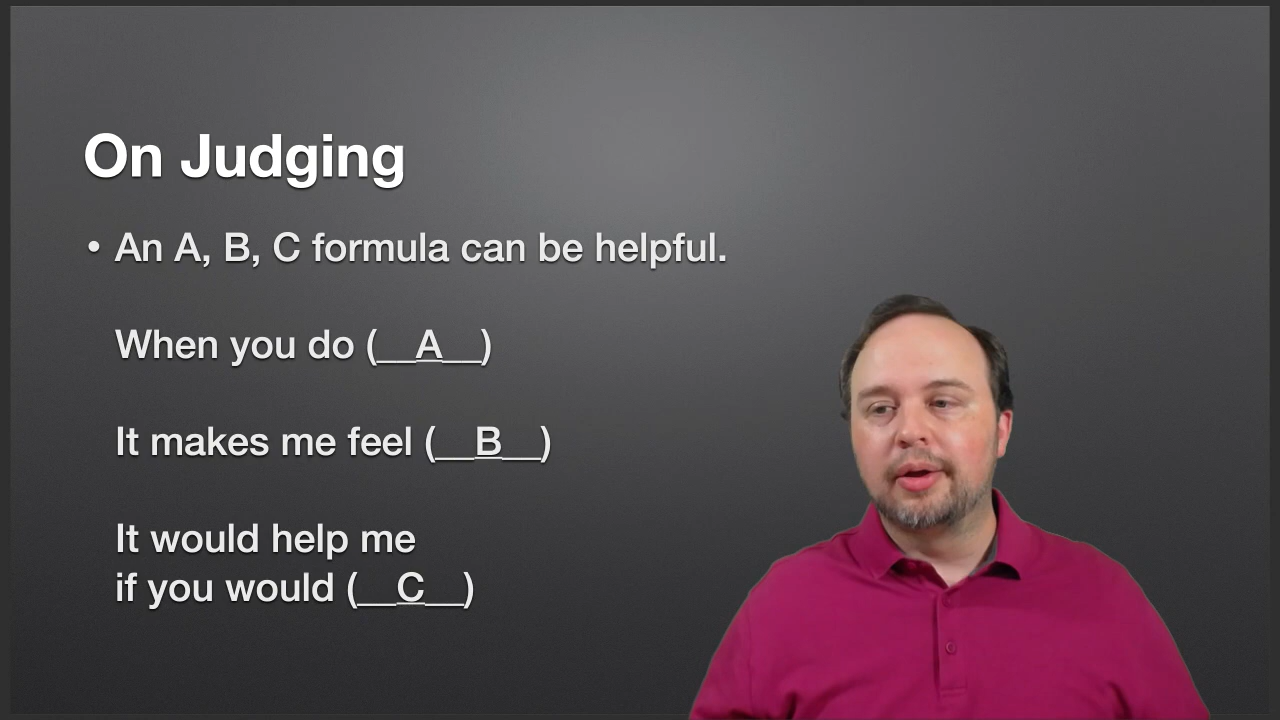 On Judging
• An A, B, C formula can be helpful.
When you do (__A__)
It makes me feel (__B__)
It would help me
if you would (__C__)